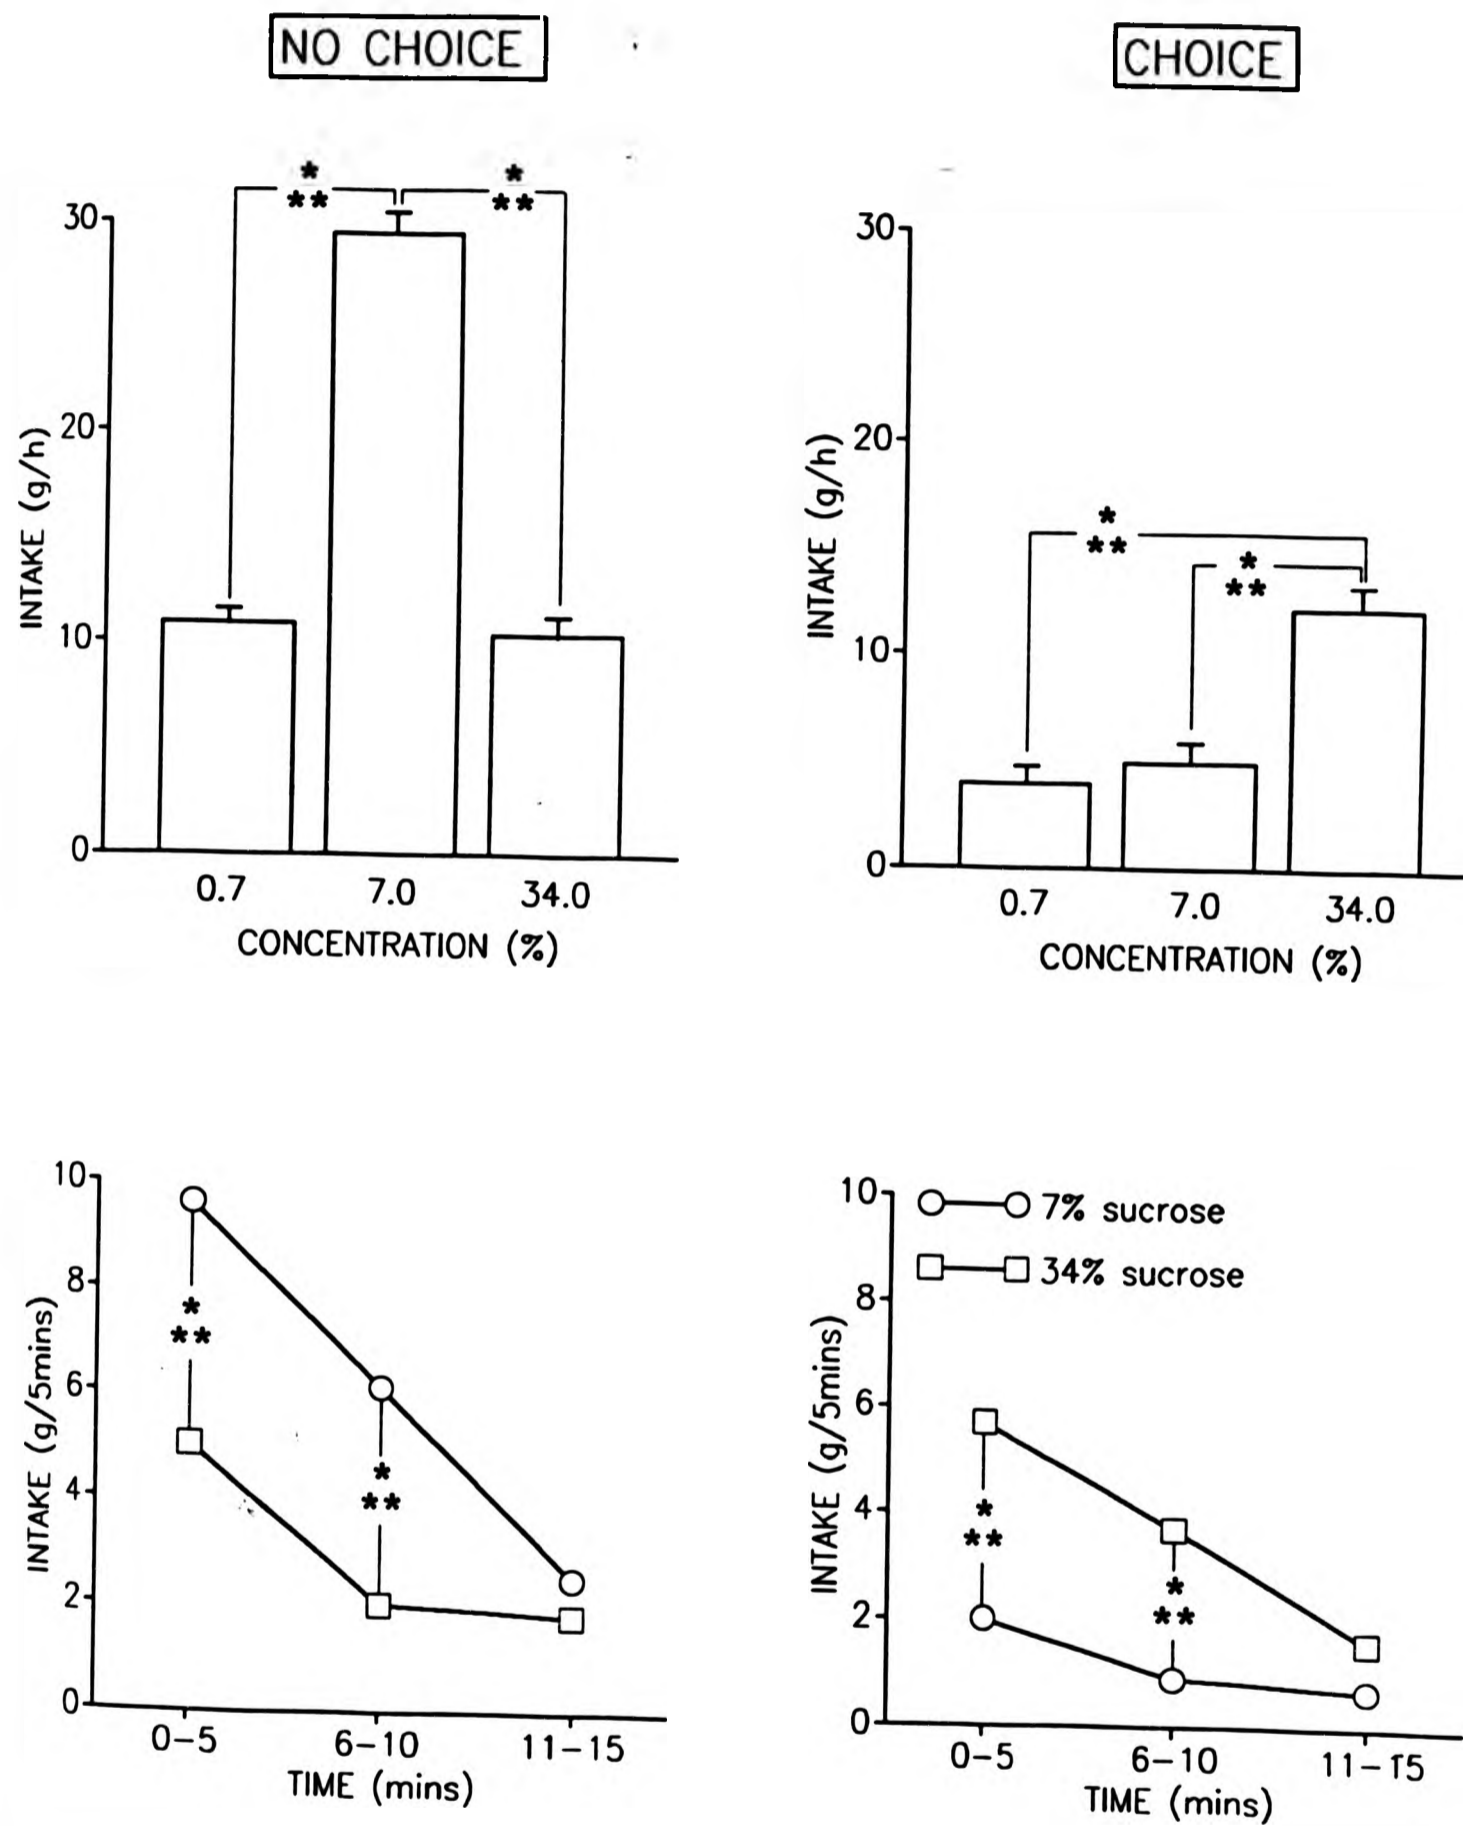 NO CHOICE
*
**
*
**
30
20
10
0
INTAKE (g/h)
0.7 7.0 34.0
CONCENTRATION (%)
CHOICE
30
20
10
0
INTAKE (g/h)
*
**
*
**
0.7 7.0 34.0
CONCENTRATION (%)
10
8
6
4
2
0
INTAKE (g/5mins)
*
**
*
**
0-5 6-10 11-15
TIME (mins)
10
8
6
4
2
0
INTAKE (g/5mins)
7% sucrose
34% sucrose
*
**
*
**
0-5 6-10 11-15
TIME (mins)